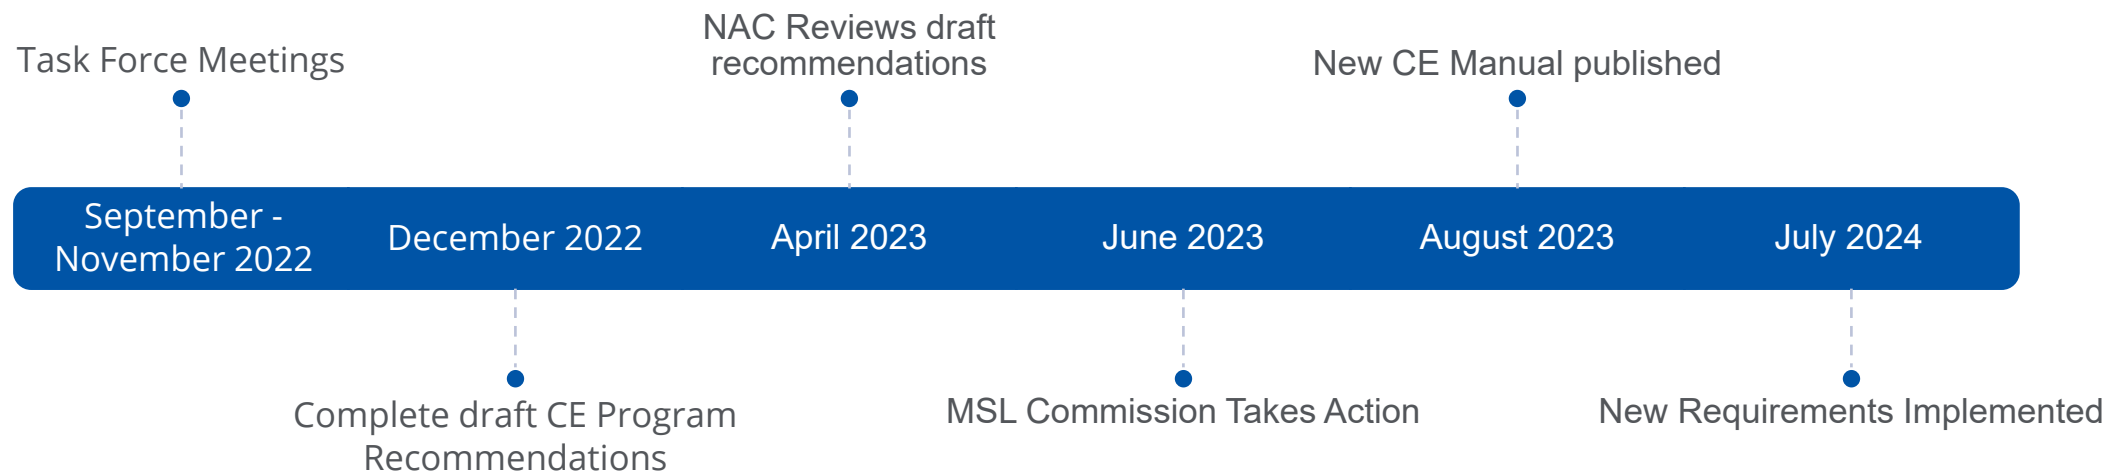 Task Force Meetings
NAC Reviews draft
recommendations
New CE Manual published
September -
November 2022
December 2022
April 2023
June 2023
August 2023
July 2024
Complete draft CE Program
Recommendations
MSL Commission Takes Action
New Requirements Implemented